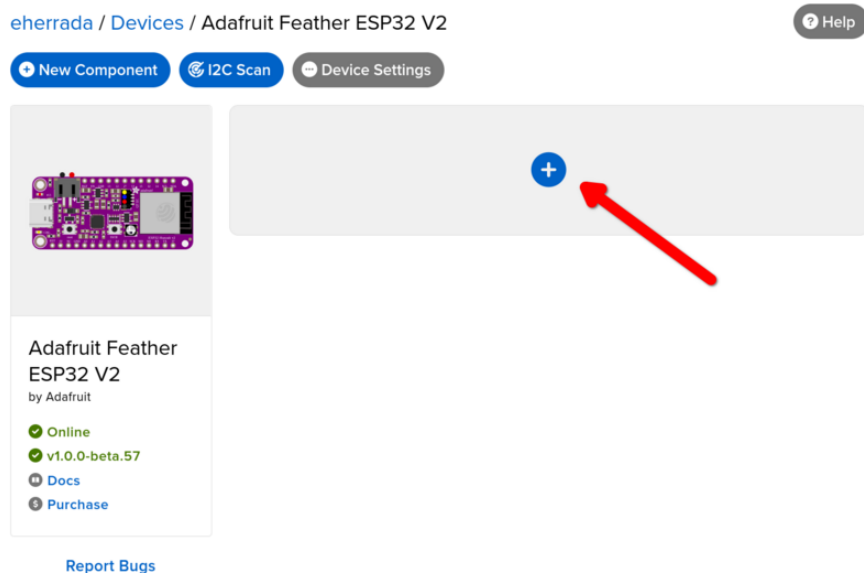 eherrada / Devices / Adafruit Feather ESP32 V2
Help
New Component
I2C Scan
Device Settings
Adafruit Feather
ESP32 V2
by Adafruit
Online
v1.0.0-beta.57
Docs
Purchase
Report Bugs